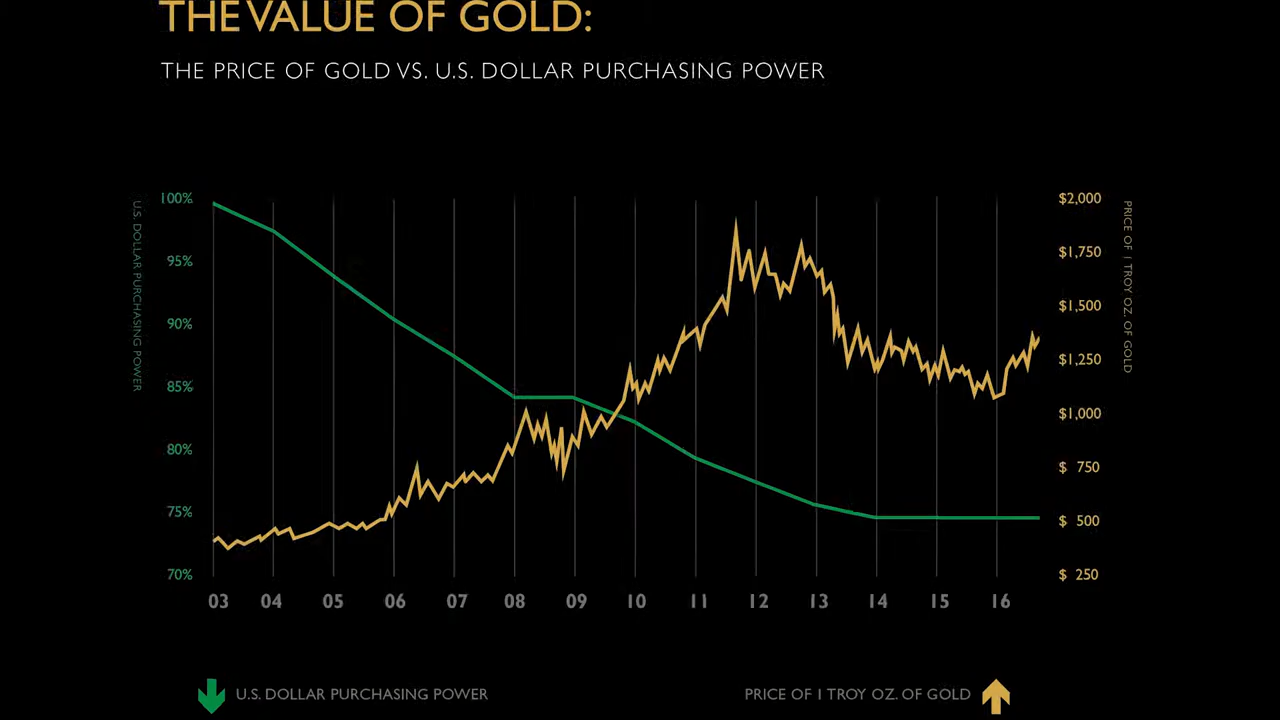 THE VALUE OF GOLD:
THE PRICE OF GOLD VS. U.S. DOLLAR PURCHASING POWER
100%
95%
90%
85%
80%
75%
70%
U.S. DOLLAR PURCHASING POWER
$2,000
$1,750
$1,500
$1,250
$1,000
$ 750
$ 500
$ 250
PRICE OF 1 TROY OZ. OF GOLD
03 04 05 06 07 08 09 10 11 12 13 14 15 16
U.S. DOLLAR PURCHASING POWER
PRICE OF 1 TROY OZ. OF GOLD